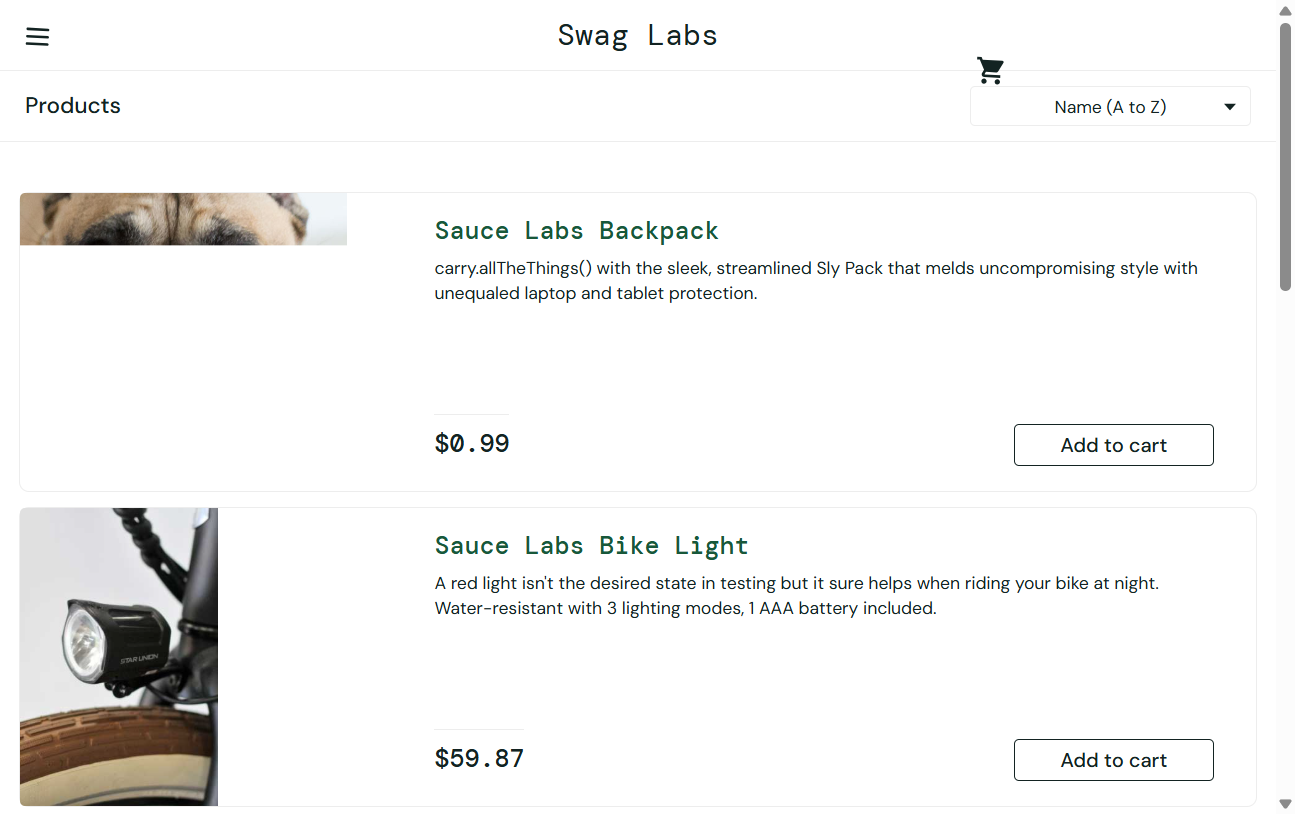 Swag Labs
Products
Name (A to Z)
Sauce Labs Backpack
carry.allTheThings() with the sleek, streamlined Sly Pack that melds uncompromising style with
unequaled laptop and tablet protection.
$0.99
Add to cart
Sauce Labs Bike Light
A red light isn't the desired state in testing but it sure helps when riding your bike at night.
Water-resistant with 3 lighting modes, 1 AAA battery included.
STAR UNION
$59.87
Add to cart